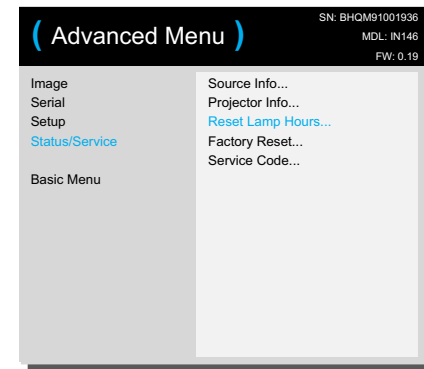 ( Advanced Menu )
SN: BHQM91001936
MDL: IN146
FW: 0.19
Image
Serial
Setup
Status/Service
Basic Menu
Source Info...
Projector Info...
Reset Lamp Hours...
Factory Reset...
Service Code...